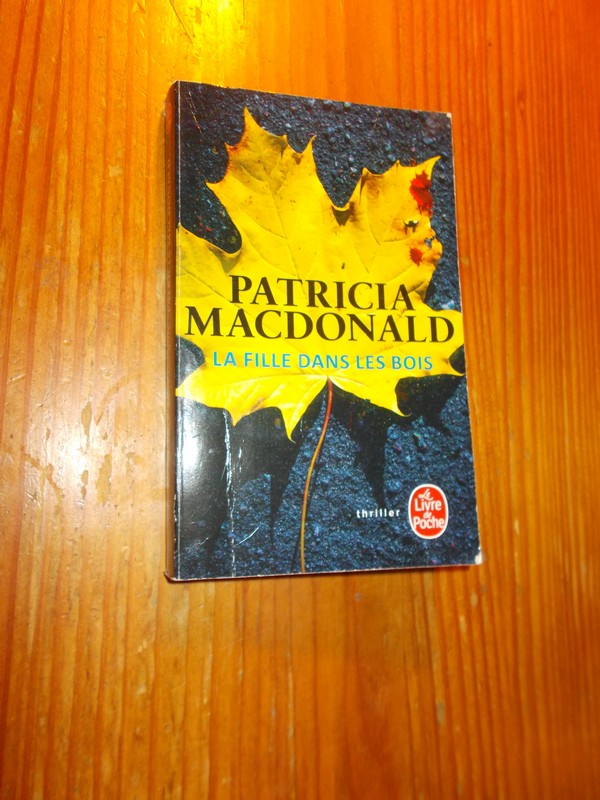 PATRICIA
MACDONALD
LA FILLE DANS LES BOIS
thriller
Le
Livre
de
Poche